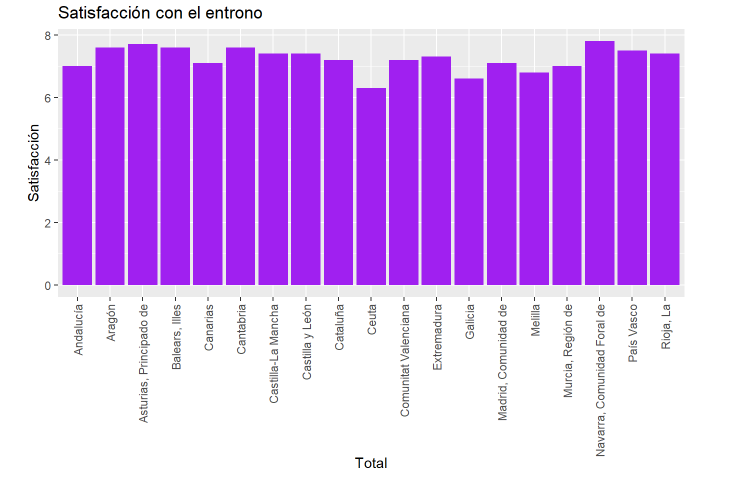 Satisfacción con el entrono
Satisfacción
8
6
4
2
0
Andalucía
Aragón
Asturias, Principado de
Balears, Illes
Canarias
Cantabria
Castilla-La Mancha
Castilla y León
Cataluña
Ceuta
Comunitat Valenciana
Extremadura
Galicia
Madrid, Comunidad de
Melilla
Murcia, Región de
Navarra, Comunidad Foral de
País Vasco
Rioja, La
Total